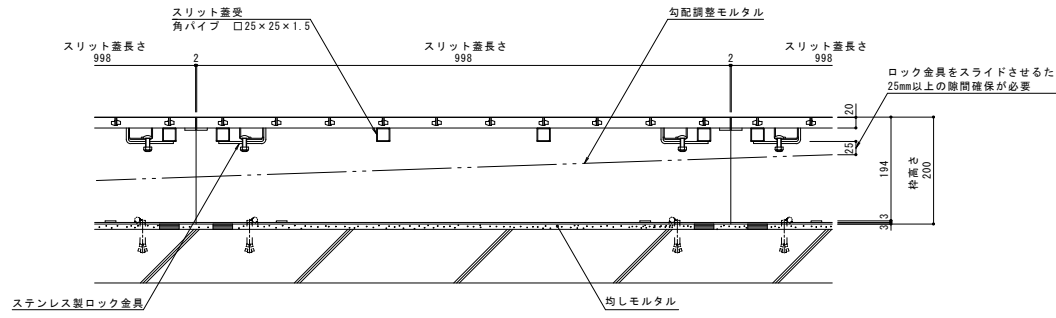 スリット蓋受
角パイプ □25×25×1.5
勾配調整モルタル
スリット蓋長さ
998
2
スリット蓋長さ
998
2
スリット蓋長さ
998
ロック金具をスライドさせるた
25mm以上の隙間確保が必要
20
25
194
枠高さ
200
3
3
ステンレス製ロック金具
均しモルタル